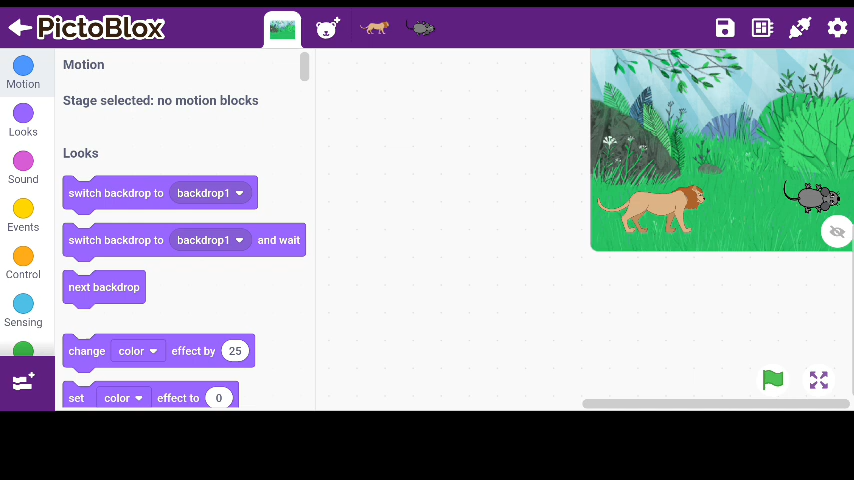 PictoBlox
Motion
Looks
Sound
Events
Control
Sensing
Motion
Stage selected: no motion blocks
Looks
switch backdrop to backdrop1
switch backdrop to backdrop1 and wait
next backdrop
change color effect by 25
set color effect to 0